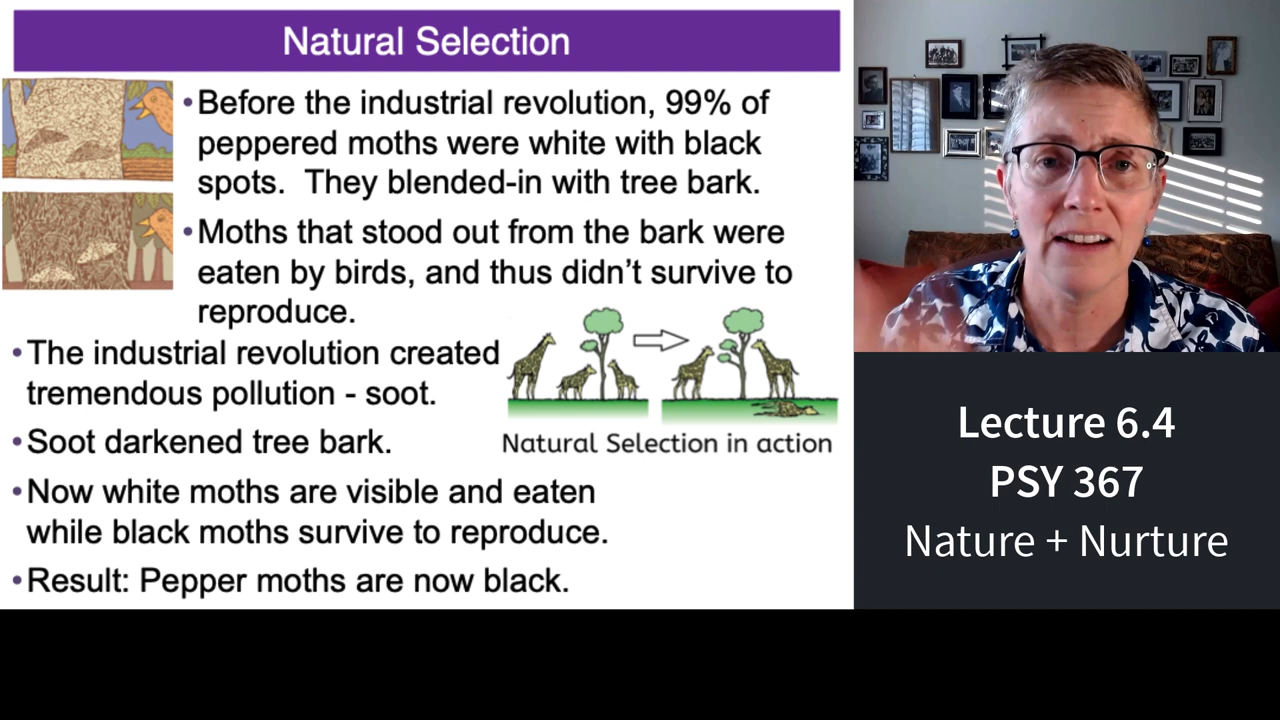 Natural Selection
•Before the industrial revolution, 99% of
peppered moths were white with black
spots.  They blended-in with tree bark.
•Moths that stood out from the bark were
eaten by birds, and thus didn't survive to
reproduce.
•The industrial revolution created
tremendous pollution - soot.
•Soot darkened tree bark.
Natural Selection in action
•Now white moths are visible and eaten
while black moths survive to reproduce.
•Result: Pepper moths are now black.
Lecture 6.4
PSY 367
Nature + Nurture